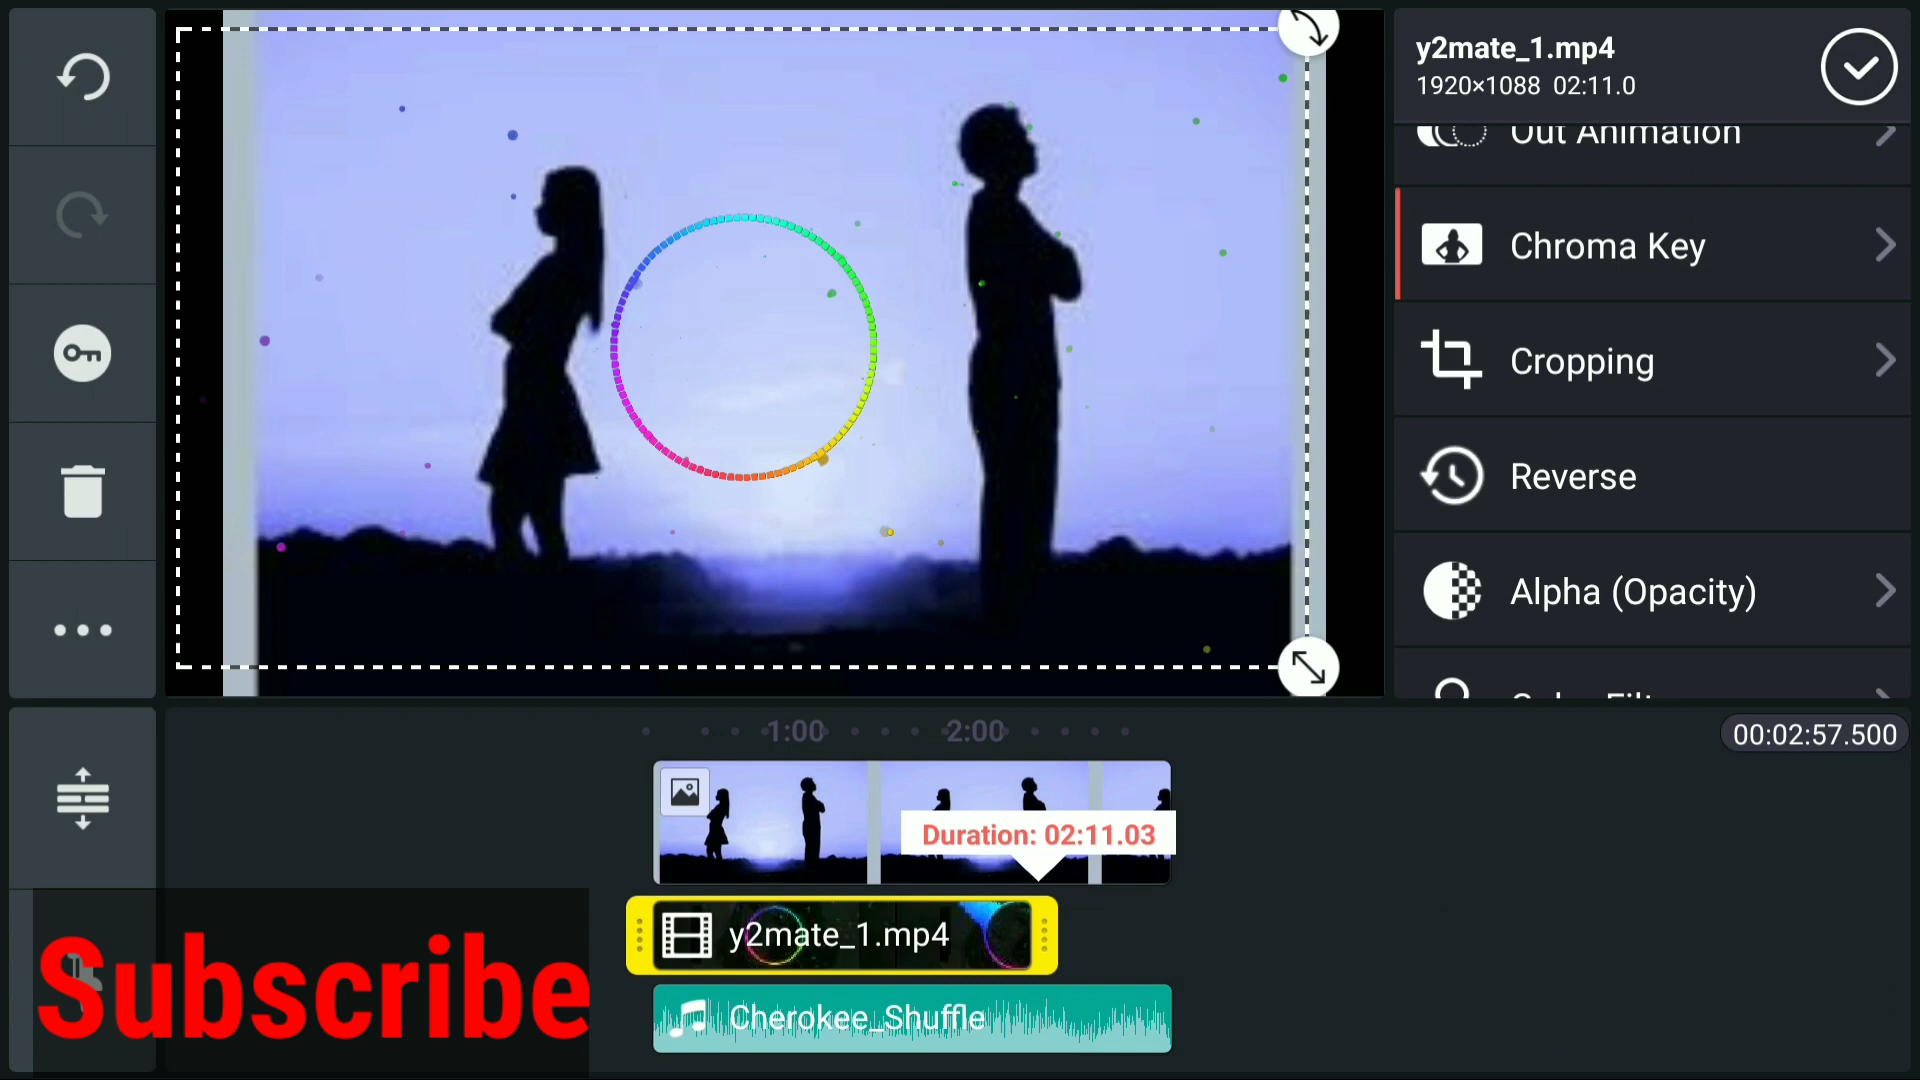 y2mate_1.mp4
1920×1088 02:11.0
Out Animation
Chroma Key
Cropping
Reverse
Alpha (Opacity)
1:00
2:00
00:02:57.500
Duration: 02:11.03
y2mate_1.mp4
Cherokee_Shuffle
Subscribe